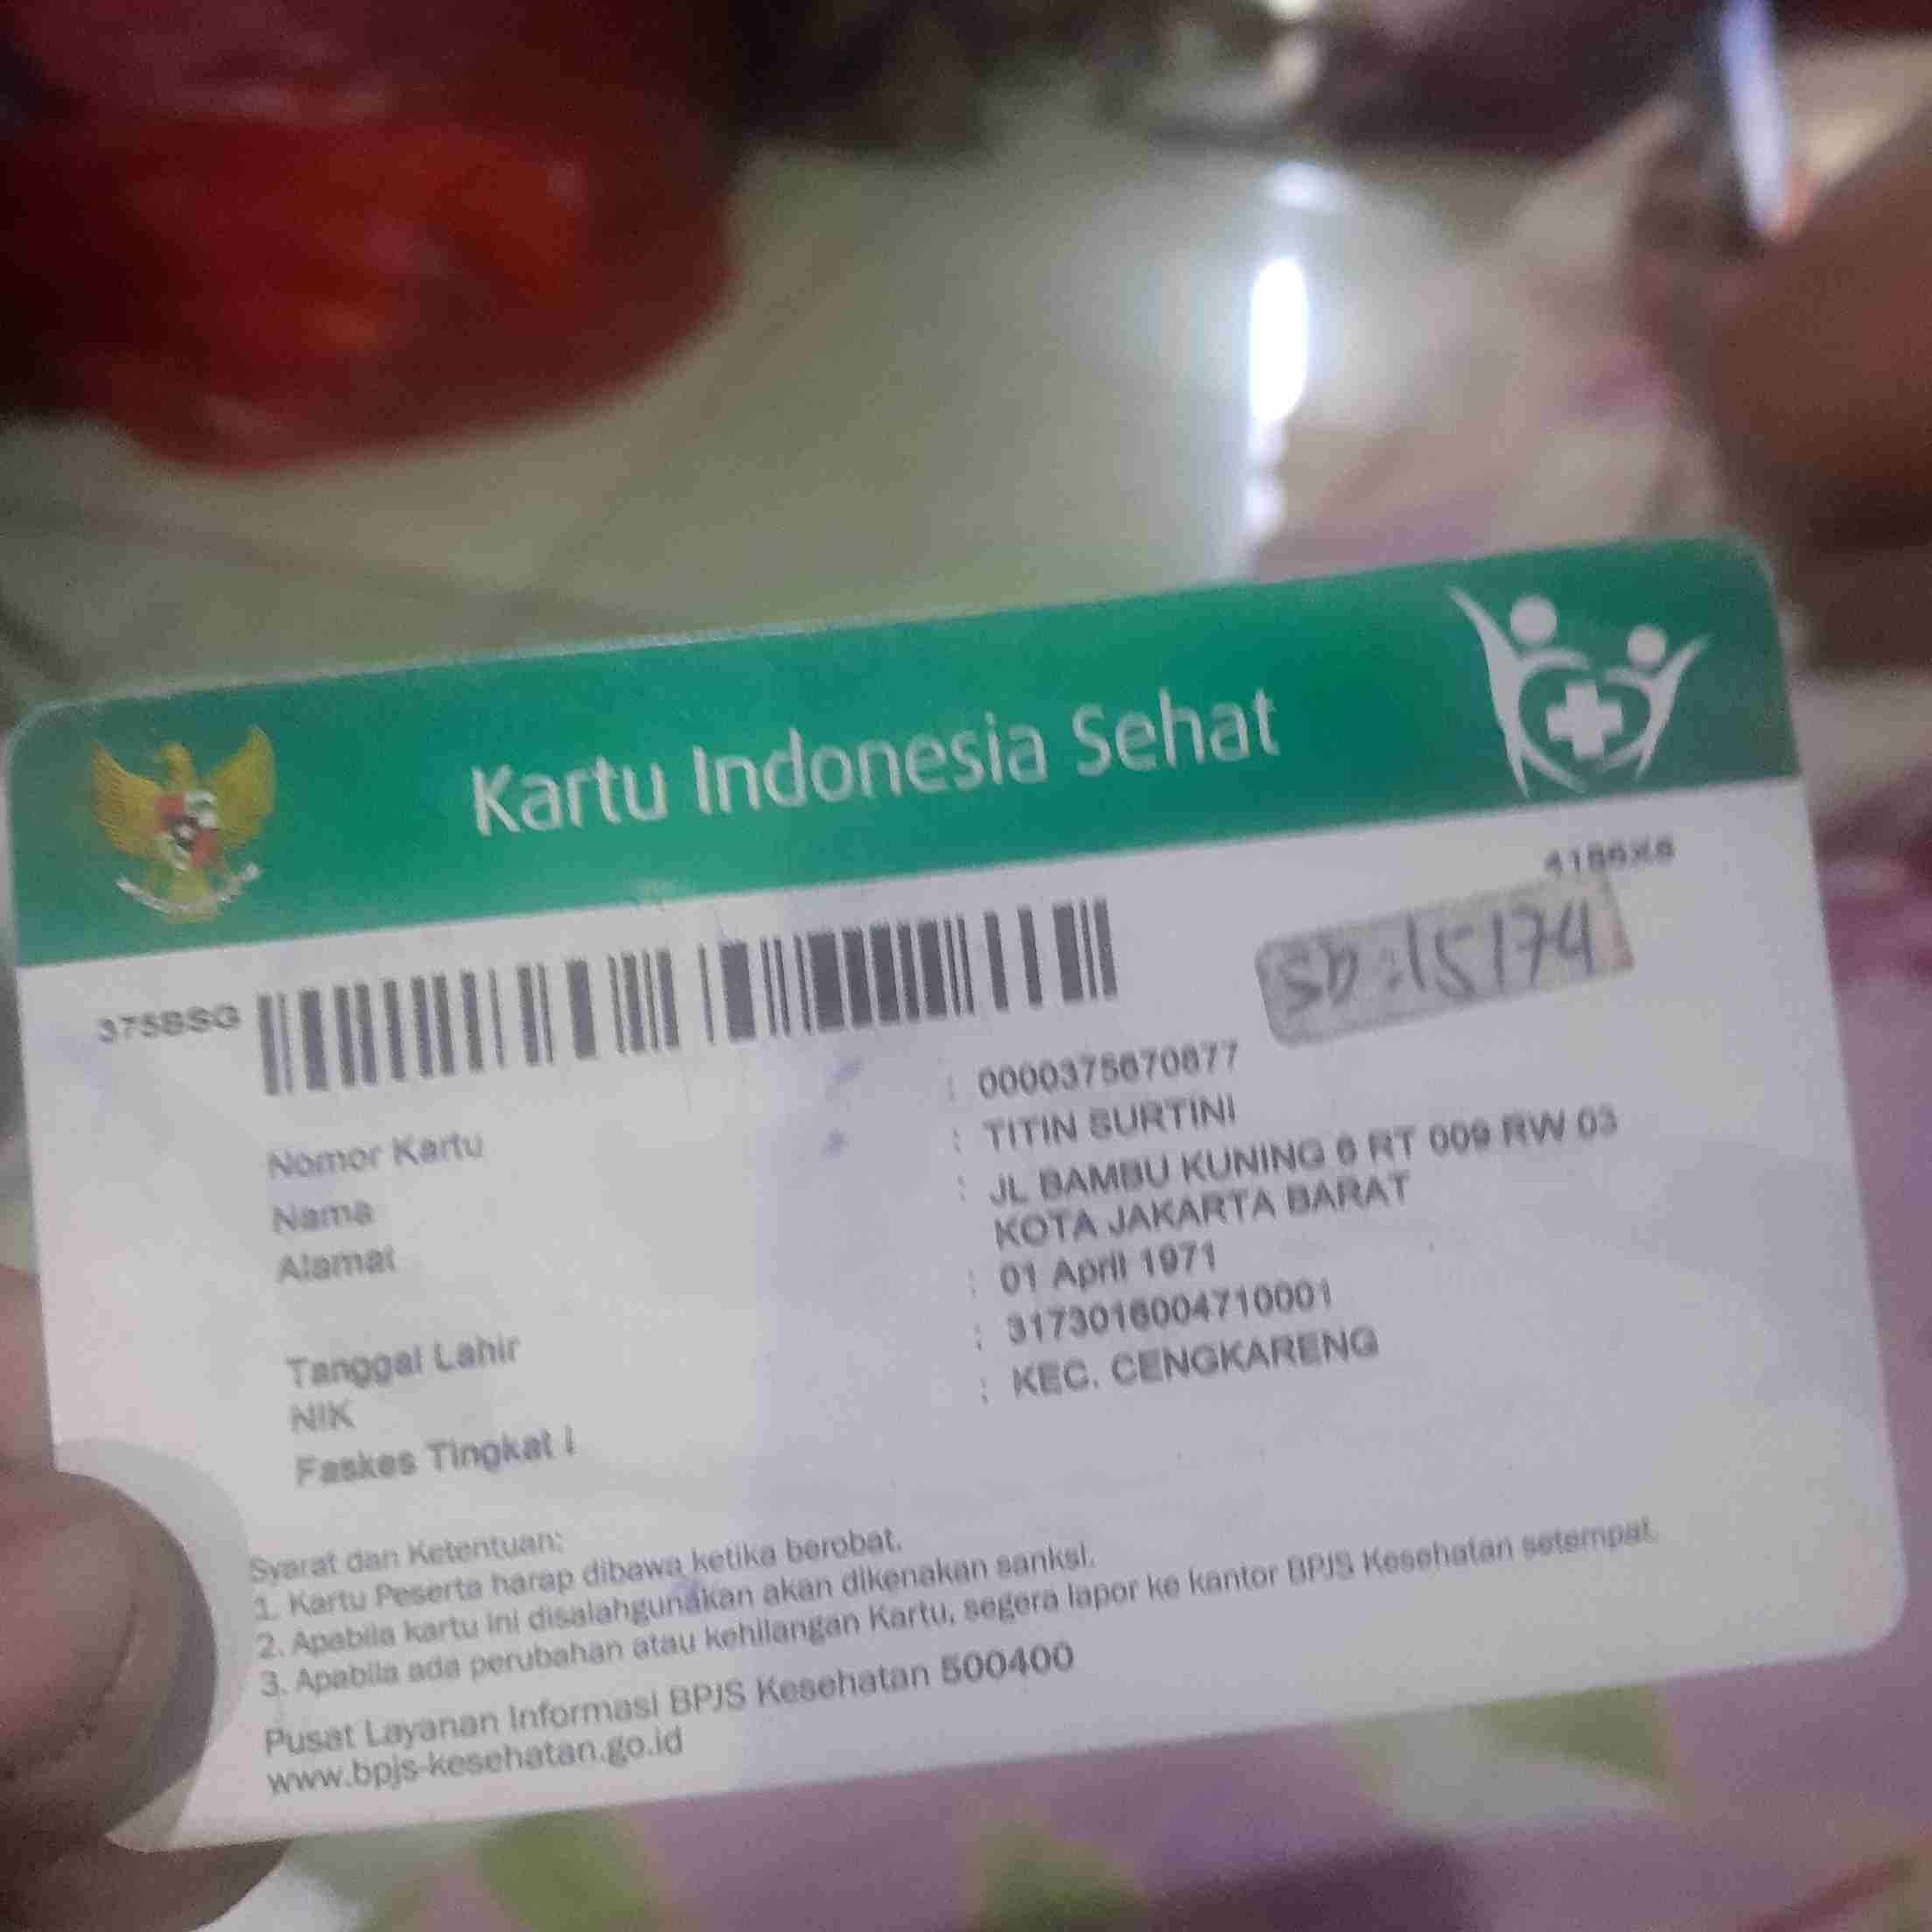 Kartu Indonesia Sehat
375BSG
sb:15174
Nomor Kartu : 0000375670877
Nama : TITIN SURTINI
Alamat : JL BAMBU KUNING 6 RT 009 RW 03
KOTA JAKARTA BARAT
Tanggal Lahir : 01 April 1971
NIK : 3173016004710001
Faskes Tingkat I : KEC. CENGKARENG
Syarat dan Ketentuan:
1. Kartu Peserta harap dibawa ketika berobat.
2. Apabila kartu ini disalahgunakan akan dikenakan sanksi.
3. Apabila ada perubahan atau kehilangan Kartu, segera lapor ke kantor BPJS Kesehatan setempat.
Pusat Layanan Informasi BPJS Kesehatan 500400
www.bpjs-kesehatan.go.id